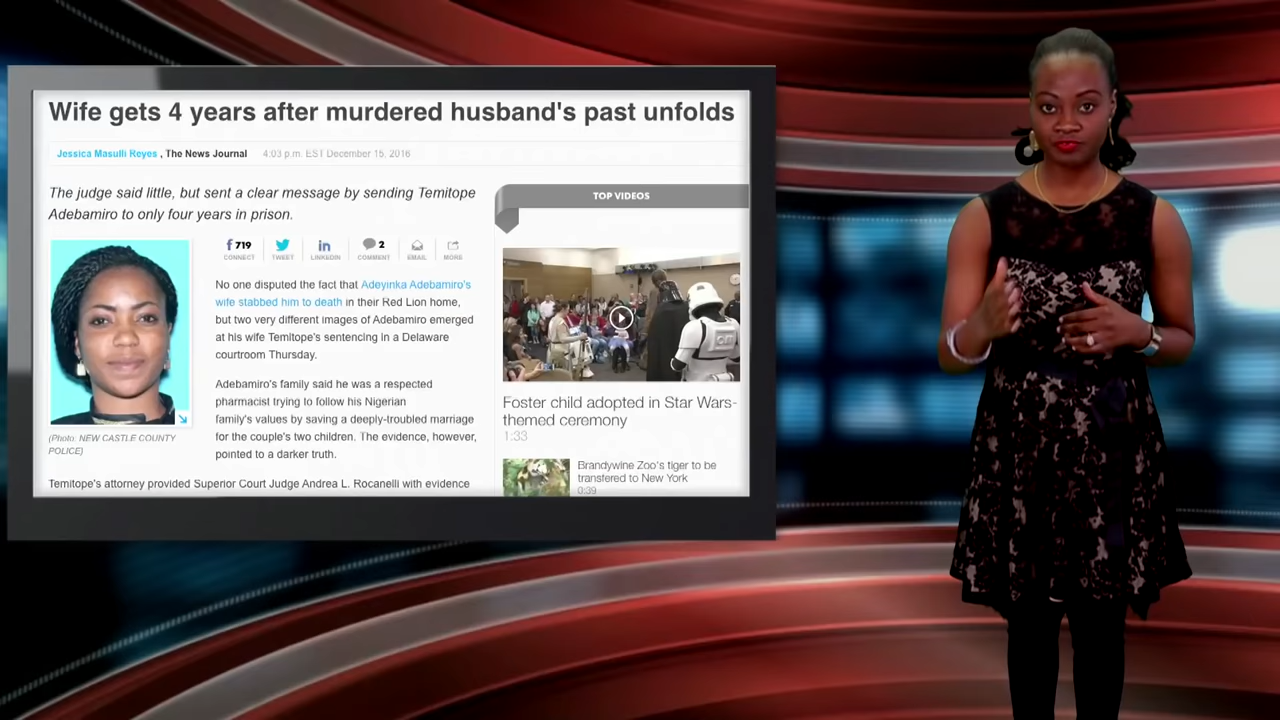 Wife gets 4 years after murdered husband's past unfolds
Jessica Masulli Reyes , The News Journal 4:03 p.m. EST December 15, 2016
The judge said little, but sent a clear message by sending Temitope
Adebamiro to only four years in prison.
(Photo: NEW CASTLE COUNTY
POLICE)
719
CONNECT
TWEET
in
LINKEDIN
2
COMMENT
EMAIL
MORE
No one disputed the fact that Adeyinka Adebamiro's
wife stabbed him to death in their Red Lion home,
but two very different images of Adebamiro emerged
at his wife Temitope's sentencing in a Delaware
courtroom Thursday.
Adebamiro's family said he was a respected
pharmacist trying to follow his Nigerian
family's values by saving a deeply-troubled marriage
for the couple's two children. The evidence, however,
pointed to a darker truth.
Temitope's attorney provided Superior Court Judge Andrea L. Rocanelli with evidence
TOP VIDEOS
Foster child adopted in Star Wars-
themed ceremony
1:33
Brandywine Zoo's tiger to be
transferred to New York
0:39